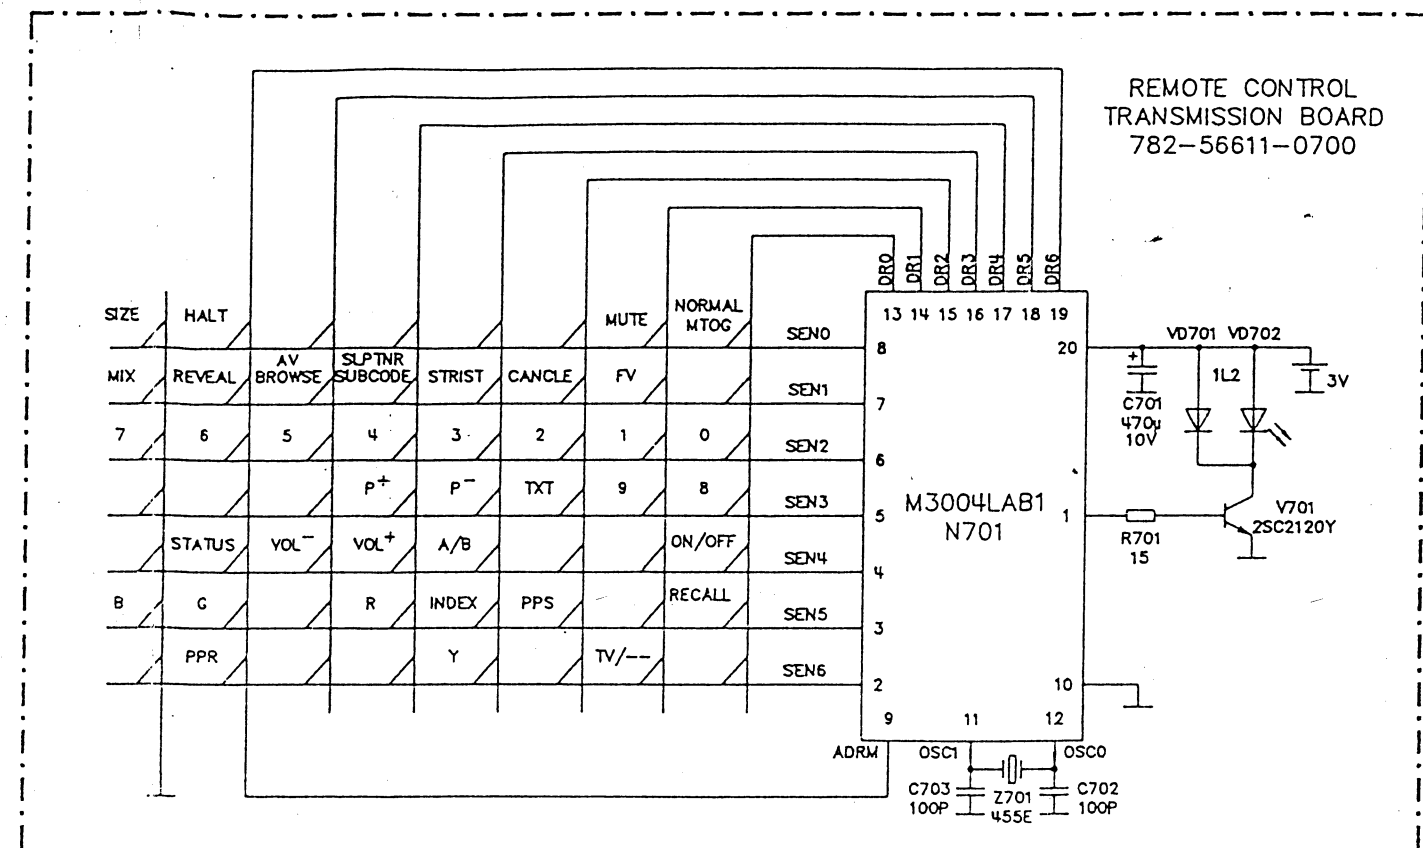 REMOTE CONTROL
TRANSMISSION BOARD
782-56611-0700
DR0 DR1 DR2 DR3 DR4 DR5 DR6
13 14 15 16 17 18 19
SIZE HALT MUTE NORMAL
MTOG
SEN0 8
20
VD701 VD702
1L2
3V
+
C701
470μ
10V
MIX REVEAL AV
BROWSE SLPTNR
SUBCODE STRIST CANCLE FV
SEN1 7
7 6 5 4 3 2 1 0
SEN2 6
P+ P- TXT 9 8
SEN3 5
M3004LAB1
N701
1
R701
15
V701
2SC2120Y
STATUS VOL- VOL+ A/B ON/OFF
SEN4 4
B G R INDEX PPS RECALL
SEN5 3
PPR Y TV/--
SEN6 2
10
9 11 12
ADRM OSC1 OSCO
C703
100P
Z701
455E
C702
100P